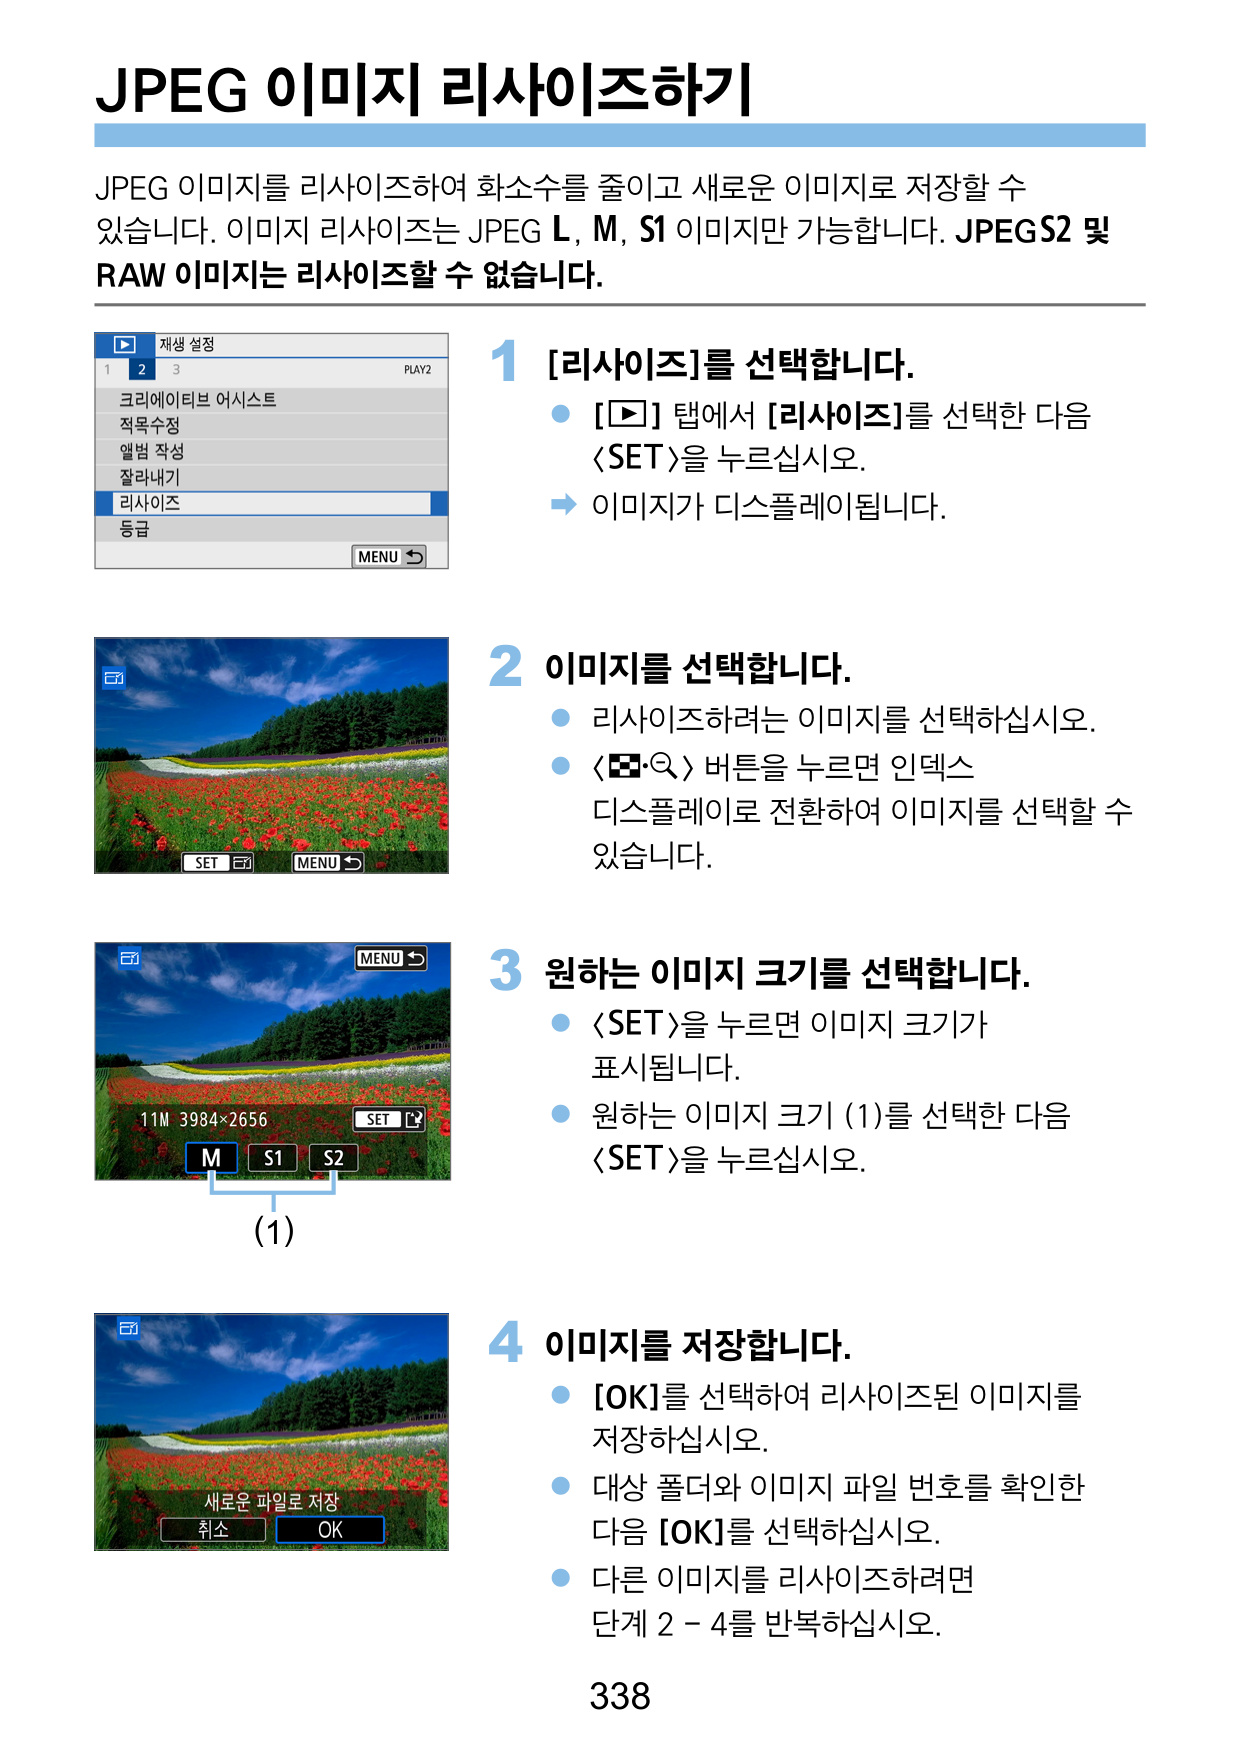 JPEG 이미지 리사이즈하기
JPEG 이미지를 리사이즈하여 화소수를 줄이고 새로운 이미지로 저장할 수
있습니다. 이미지 리사이즈는 JPEG L, M, S1 이미지만 가능합니다. JPEG S2 및
RAW 이미지는 리사이즈할 수 없습니다.
재생 설정
1 2 3 PLAY2
크리에이티브 어시스트
적목수정
앨범 작성
잘라내기
리사이즈
등급
MENU
1 [리사이즈]를 선택합니다.
● [▶] 탭에서 [리사이즈]를 선택한 다음
〈SET〉을 누르십시오.
➡ 이미지가 디스플레이됩니다.
SET MENU
2 이미지를 선택합니다.
● 리사이즈하려는 이미지를 선택하십시오.
● 〈 · 〉 버튼을 누르면 인덱스
디스플레이로 전환하여 이미지를 선택할 수
있습니다.
MENU
11M 3984×2656 SET
M S1 S2
(1)
3 원하는 이미지 크기를 선택합니다.
● 〈SET〉을 누르면 이미지 크기가
표시됩니다.
● 원하는 이미지 크기 (1)를 선택한 다음
〈SET〉을 누르십시오.
새로운 파일로 저장
취소 OK
4 이미지를 저장합니다.
● [OK]를 선택하여 리사이즈된 이미지를
저장하십시오.
● 대상 폴더와 이미지 파일 번호를 확인한
다음 [OK]를 선택하십시오.
● 다른 이미지를 리사이즈하려면
단계 2 – 4를 반복하십시오.
338